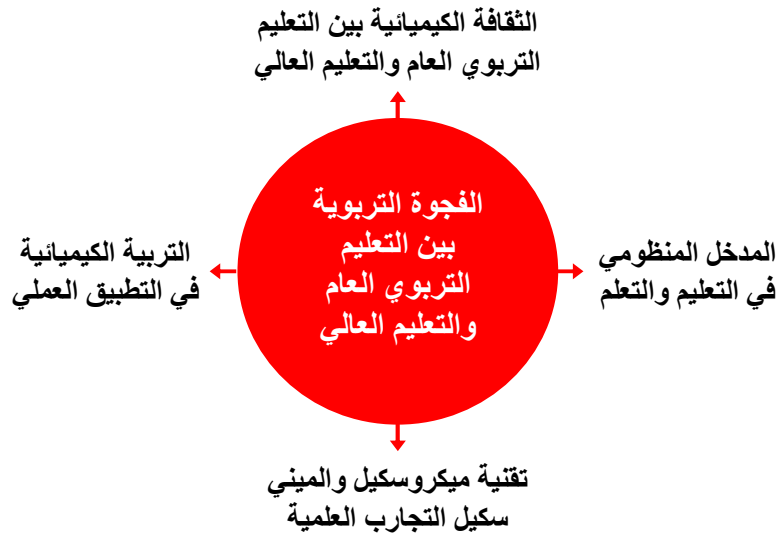 الثقافة الكيميائية بين التعليم
التربوي العام والتعليم العالي
الفجوة التربوية
بين التعليم
التربوي العام
والتعليم العالي
المدخل المنظومي
في التعليم والتعلم
التربية الكيميائية
في التطبيق العملي
تقنية ميكروسكيل والميني
سكيل التجارب العلمية